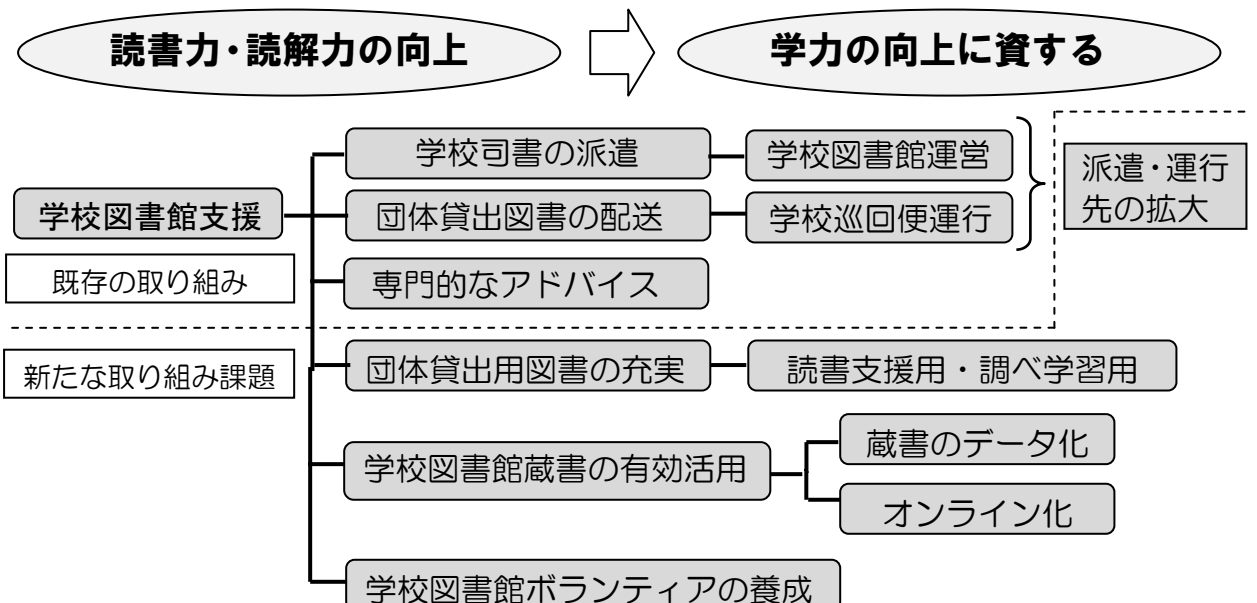 読書力・読解力の向上
学力の向上に資する
学校司書の派遣
学校図書館運営
派遣・運行
先の拡大
学校図書館支援
団体貸出図書の配送
学校巡回便運行
既存の取り組み
専門的なアドバイス
新たな取り組み課題
団体貸出用図書の充実
読書支援用・調べ学習用
学校図書館蔵書の有効活用
蔵書のデータ化
オンライン化
学校図書館ボランティアの養成